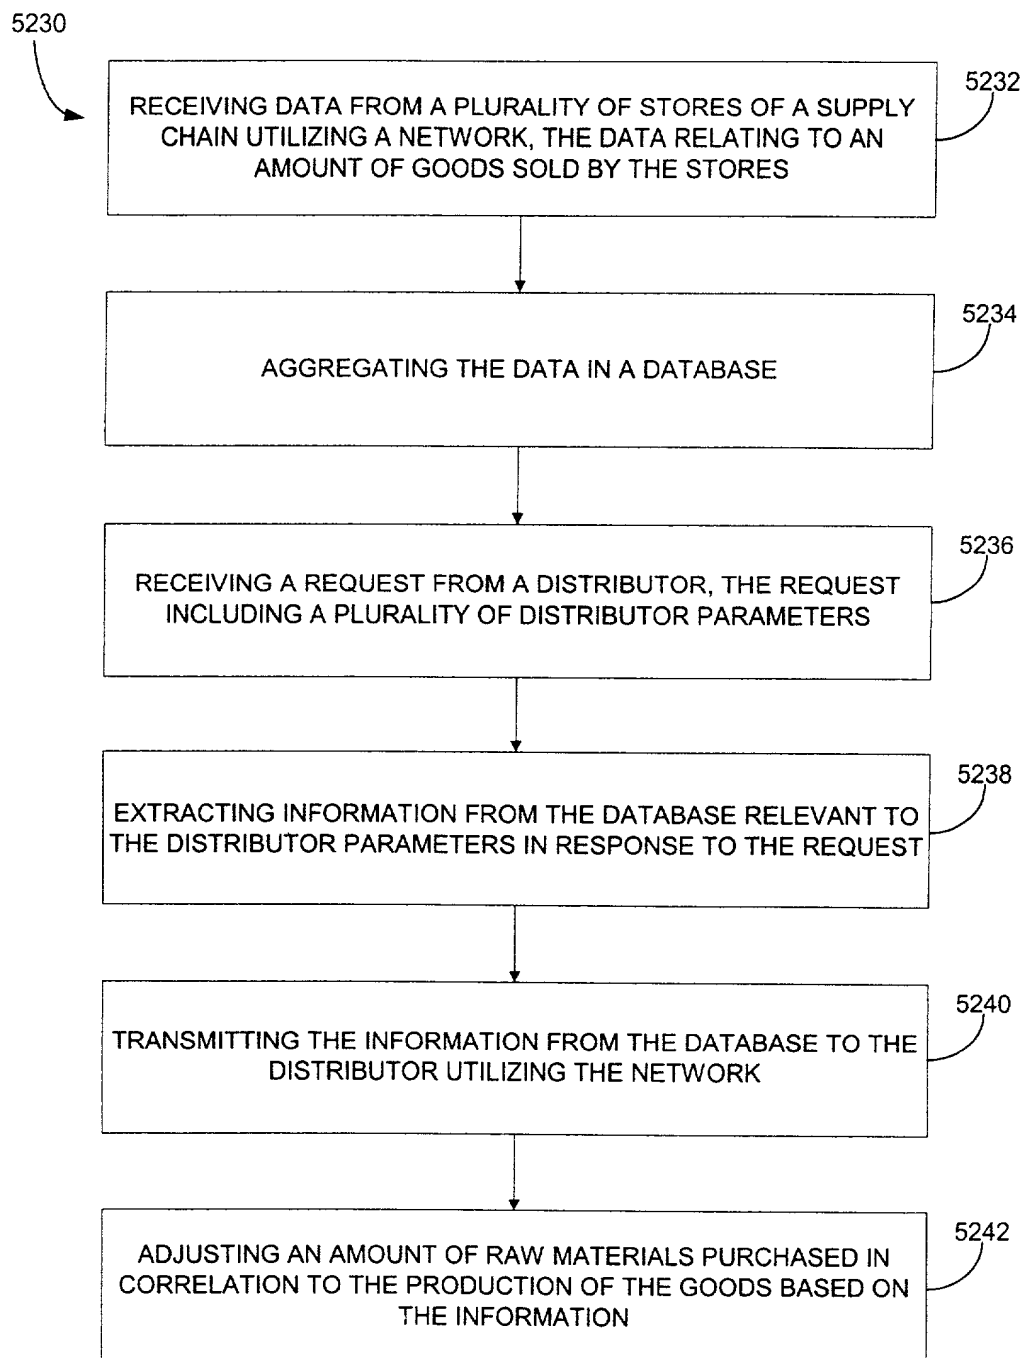 5230
RECEIVING DATA FROM A PLURALITY OF STORES OF A SUPPLY
CHAIN UTILIZING A NETWORK, THE DATA RELATING TO AN
AMOUNT OF GOODS SOLD BY THE STORES
5232
AGGREGATING THE DATA IN A DATABASE
5234
RECEIVING A REQUEST FROM A DISTRIBUTOR, THE REQUEST
INCLUDING A PLURALITY OF DISTRIBUTOR PARAMETERS
5236
EXTRACTING INFORMATION FROM THE DATABASE RELEVANT TO
THE DISTRIBUTOR PARAMETERS IN RESPONSE TO THE REQUEST
5238
TRANSMITTING THE INFORMATION FROM THE DATABASE TO THE
DISTRIBUTOR UTILIZING THE NETWORK
5240
ADJUSTING AN AMOUNT OF RAW MATERIALS PURCHASED IN
CORRELATION TO THE PRODUCTION OF THE GOODS BASED ON
THE INFORMATION
5242